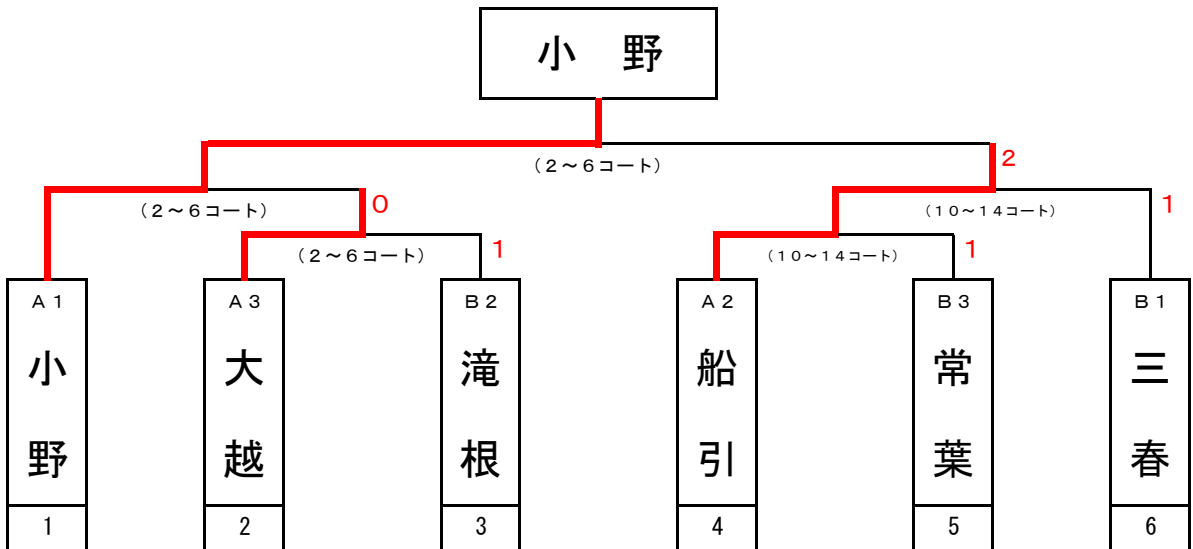 小　野
２
（２～６コート）
０
１
（２～６コート）
（１０～１４コート）
１
１
（２～６コート）
（１０～１４コート）
Ａ１
Ａ３
Ｂ２
Ａ２
Ｂ３
Ｂ１
小野
大越
滝根
船引
常葉
三春
1
2
3
4
5
6